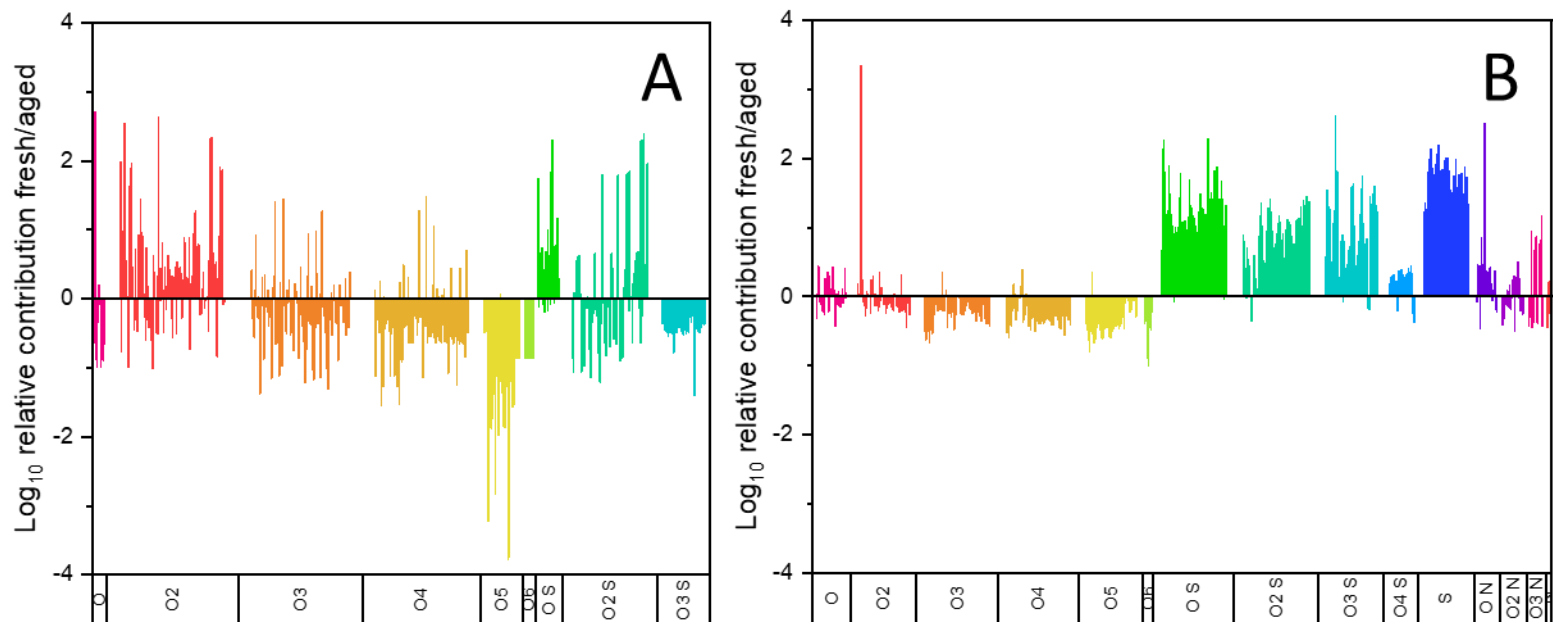 A
Log10 relative contribution fresh/aged
4
2
0
-2
-4
O
O2
O3
O4
O5
O6
O S
O2 S
O3 S
B
Log10 relative contribution fresh/aged
4
2
0
-2
-4
O
O2
O3
O4
O5
O6
O S
O2 S
O3 S
O4 S
S
O N
O2 N
O3 N